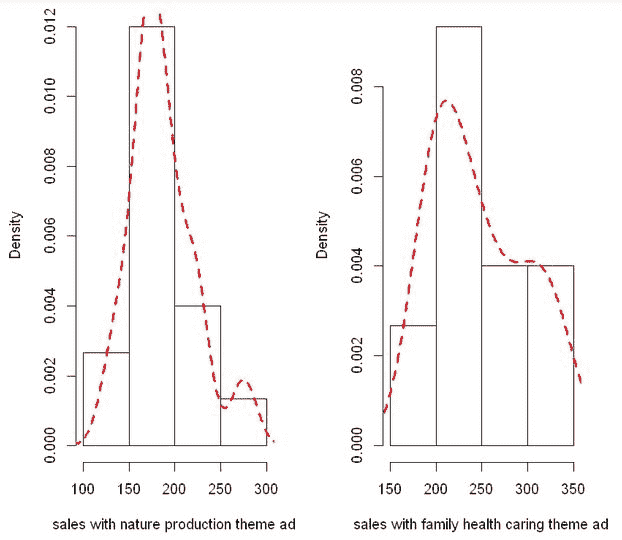 0.012
0.010
0.008
0.006
0.004
0.002
0.000
Density
100 150 200 250 300
sales with nature production theme ad
0.008
0.006
0.004
0.002
0.000
Density
150 200 250 300 350
sales with family health caring theme ad